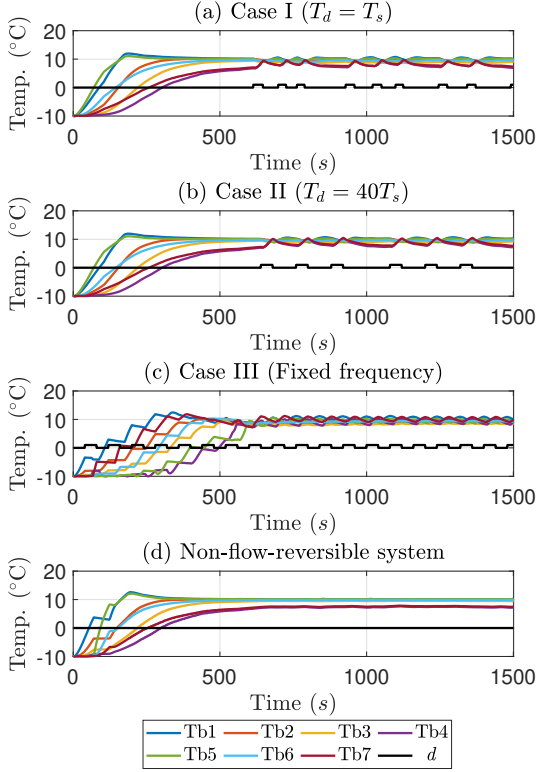 (a) Case I (T_d = T_s)
Temp. (°C)
20
10
0
-10
0 500 1000 1500
Time (s)
(b) Case II (T_d = 40T_s)
Temp. (°C)
20
10
0
-10
0 500 1000 1500
Time (s)
(c) Case III (Fixed frequency)
Temp. (°C)
20
10
0
-10
0 500 1000 1500
Time (s)
(d) Non-flow-reversible system
Temp. (°C)
20
10
0
-10
0 500 1000 1500
Time (s)
Tb1 Tb2 Tb3 Tb4
Tb5 Tb6 Tb7 d